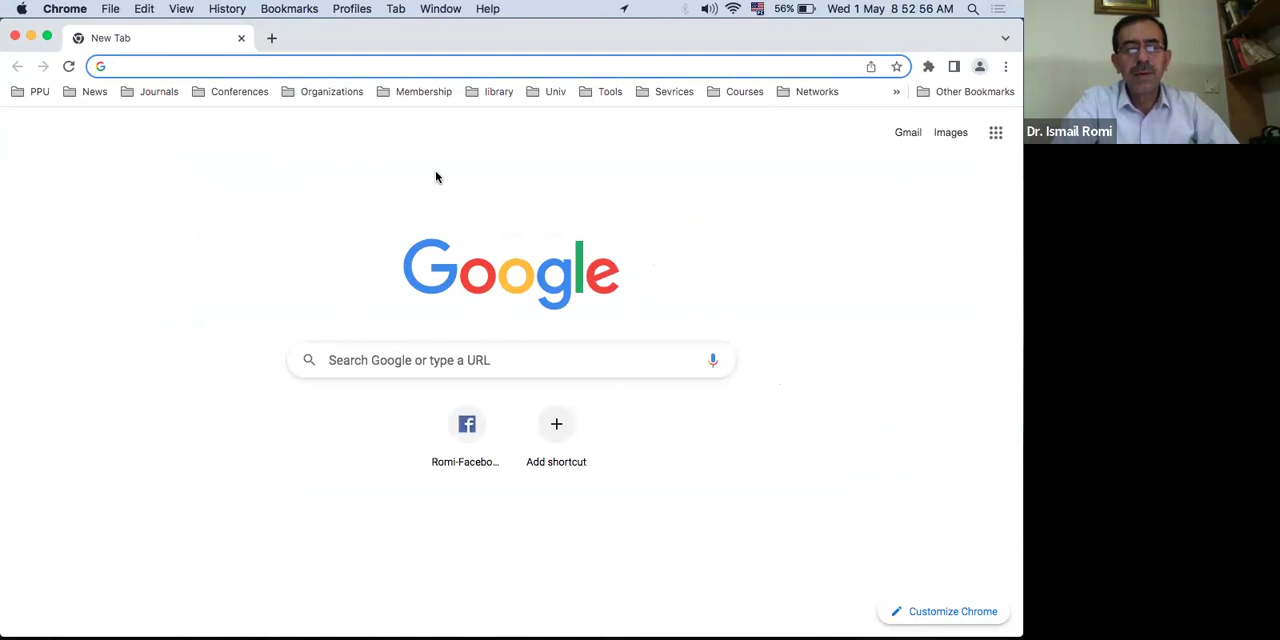 Chrome File Edit View History Bookmarks Profiles Tab Window Help 56% Wed 1 May 8 52 56 AM
New Tab
PPU News Journals Conferences Organizations Membership library Univ Tools Sevrices Courses Networks » Other Bookmarks
Gmail Images
Dr. Ismail Romi
Google
Search Google or type a URL
Romi-Facebo... Add shortcut
Customize Chrome